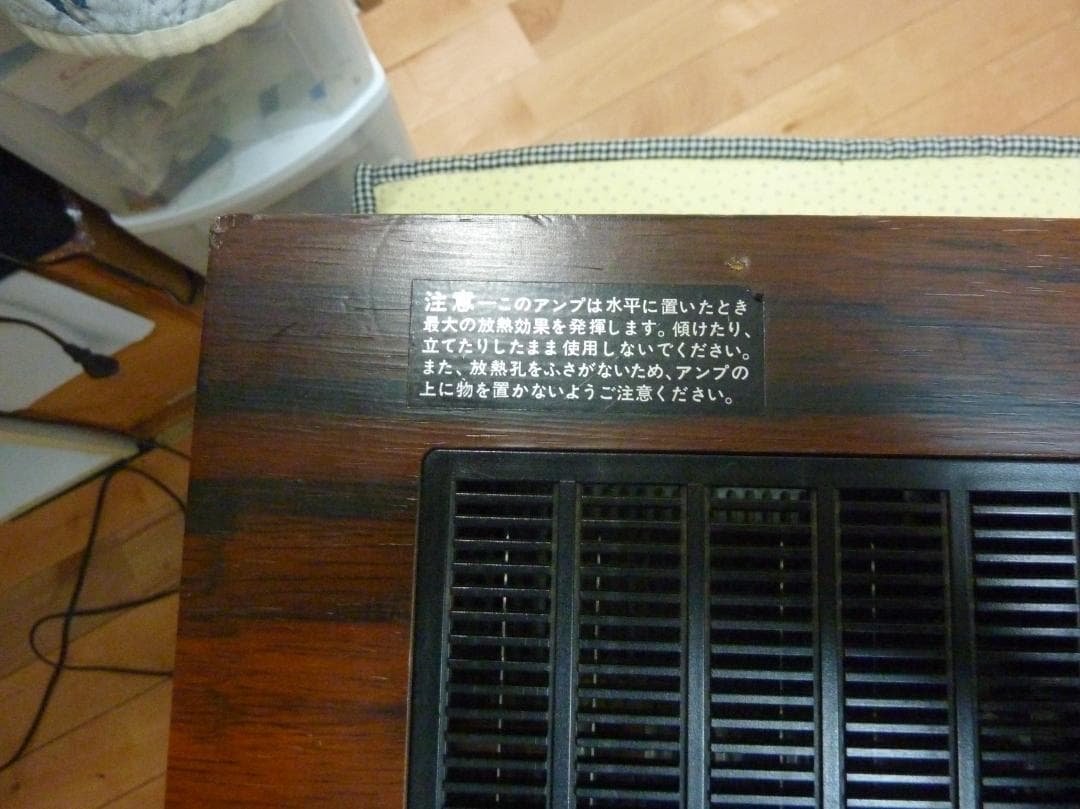 注意—このアンプは水平に置いたとき
最大の放熱効果を発揮します。傾けたり、
立てたりしたまま使用しないでください。
また、放熱孔をふさがないため、アンプの
上に物を置かないようご注意ください。